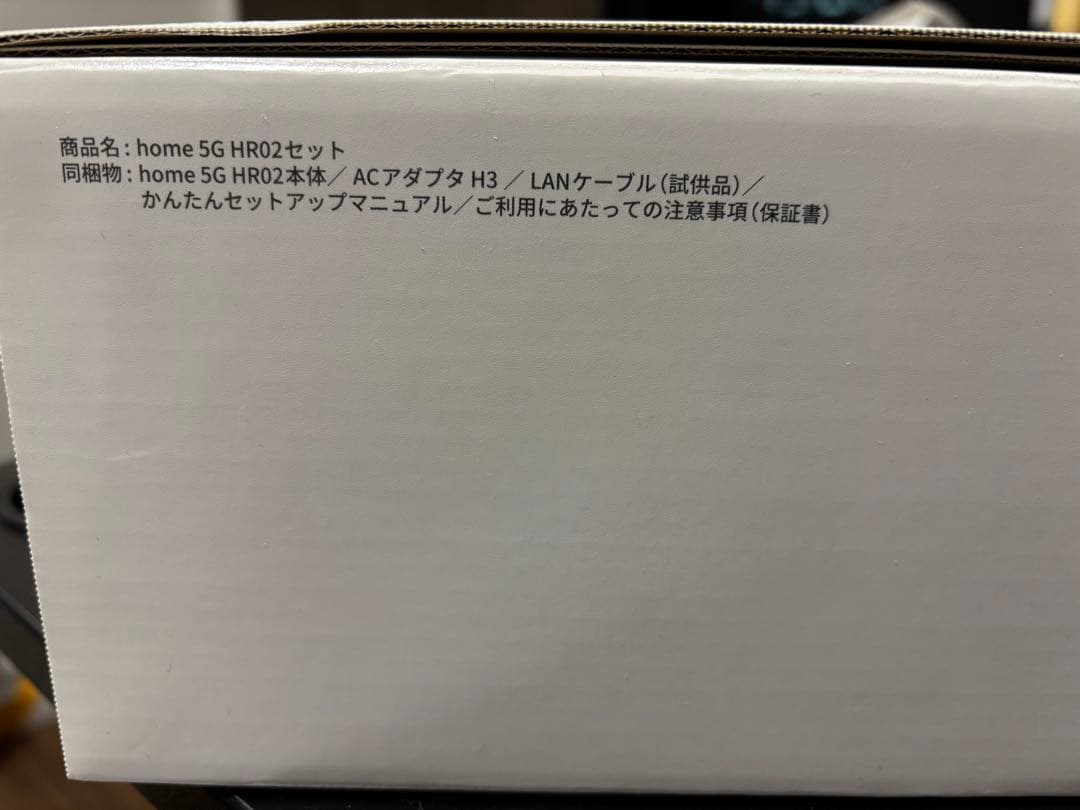 商品名 : home 5G HR02セット
同梱物 : home 5G HR02本体／ ACアダプタ H3 ／ LANケーブル（試供品）／
かんたんセットアップマニュアル／ご利用にあたっての注意事項（保証書）